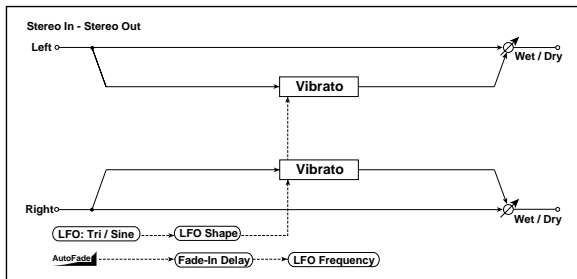 Stereo In - Stereo Out
Left
Wet / Dry
Vibrato
Vibrato
Right
Wet / Dry
LFO: Tri / Sine
LFO Shape
AutoFade
Fade-In Delay
LFO Frequency